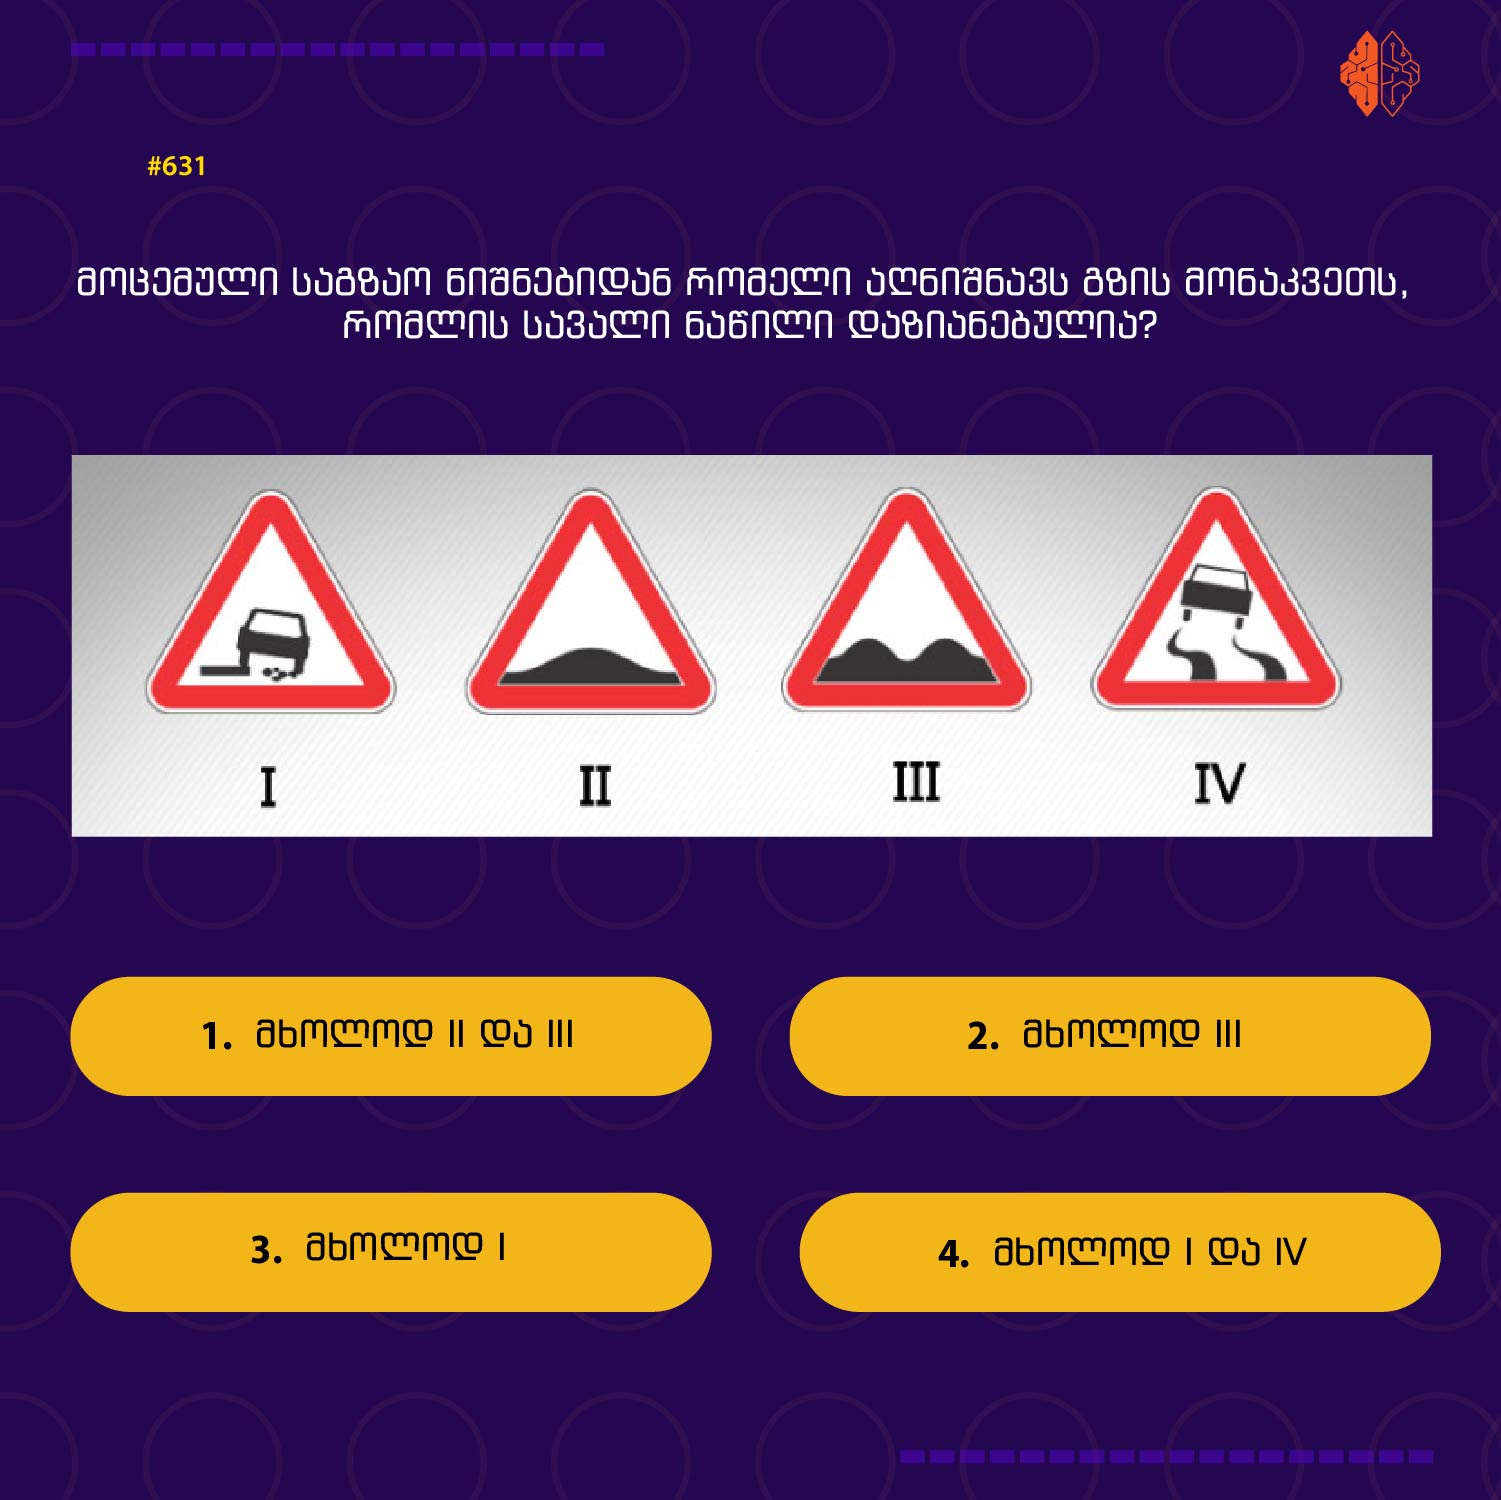 #631
მოცემული საგზაო ნიშნებიდან რომელი აღნიშნავს გზის მონაკვეთს,
რომლის სავალი ნაწილი დაზიანებულია?
I II III IV
1. მხოლოდ II და III
2. მხოლოდ III
3. მხოლოდ I
4. მხოლოდ I და IV